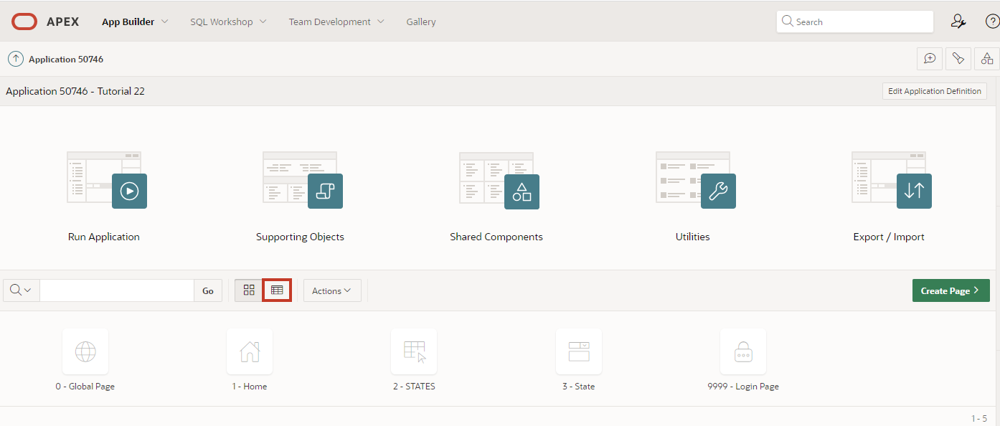 APEX App Builder SQL Workshop Team Development Gallery Search ?
Application 50746
Application 50746 - Tutorial 22 Edit Application Definition
Run Application Supporting Objects Shared Components Utilities Export / Import
Go Actions Create Page
0 - Global Page 1 - Home 2 - STATES 3 - State 9999 - Login Page
1 - 5